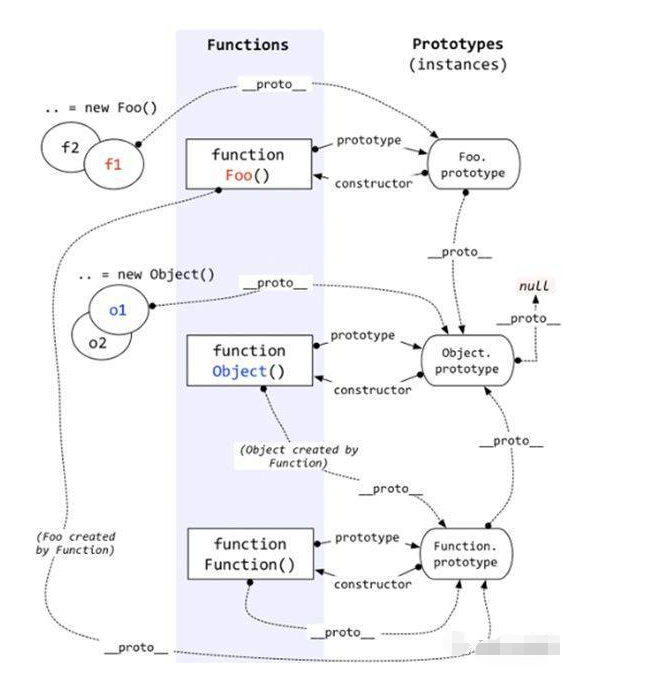 Functions
Prototypes
(instances)
__proto__
.. = new Foo()
f2
f1
function
Foo()
prototype
constructor
Foo.
prototype
__proto__
.. = new Object()
__proto__
null
__proto__
o1
o2
function
Object()
prototype
constructor
Object.
prototype
(Object created by
Function)
__proto__
__proto__
(Foo created
by Function)
function
Function()
prototype
constructor
Function.
prototype
__proto__
__proto__